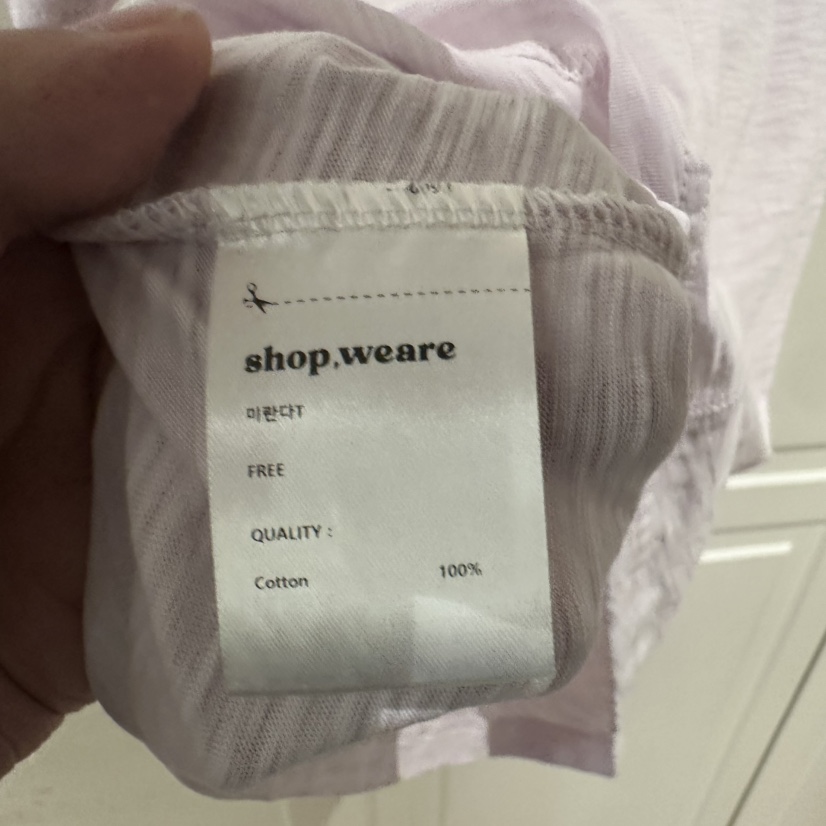 shop,weare
미란다T
FREE
QUALITY :
Cotton 100%